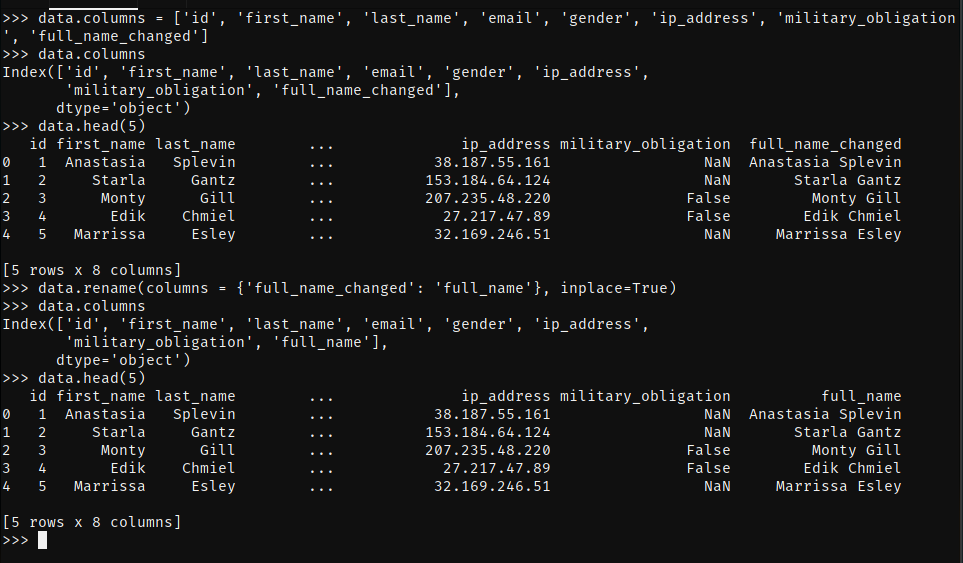 >>> data.columns = ['id', 'first_name', 'last_name', 'email', 'gender', 'ip_address', 'military_obligation
', 'full_name_changed']
>>> data.columns
Index(['id', 'first_name', 'last_name', 'email', 'gender', 'ip_address',
       'military_obligation', 'full_name_changed'],
      dtype='object')
>>> data.head(5)
   id first_name last_name        ...              ip_address military_obligation  full_name_changed
0   1  Anastasia   Splevin        ...           38.187.55.161                 NaN  Anastasia Splevin
1   2     Starla     Gantz        ...          153.184.64.124                 NaN       Starla Gantz
2   3      Monty      Gill        ...          207.235.48.220               False         Monty Gill
3   4       Edik    Chmiel        ...            27.217.47.89               False        Edik Chmiel
4   5   Marrissa     Esley        ...           32.169.246.51                 NaN     Marrissa Esley

[5 rows x 8 columns]
>>> data.rename(columns = {'full_name_changed': 'full_name'}, inplace=True)
>>> data.columns
Index(['id', 'first_name', 'last_name', 'email', 'gender', 'ip_address',
       'military_obligation', 'full_name'],
      dtype='object')
>>> data.head(5)
   id first_name last_name        ...              ip_address military_obligation          full_name
0   1  Anastasia   Splevin        ...           38.187.55.161                 NaN  Anastasia Splevin
1   2     Starla     Gantz        ...          153.184.64.124                 NaN       Starla Gantz
2   3      Monty      Gill        ...          207.235.48.220               False         Monty Gill
3   4       Edik    Chmiel        ...            27.217.47.89               False        Edik Chmiel
4   5   Marrissa     Esley        ...           32.169.246.51                 NaN     Marrissa Esley

[5 rows x 8 columns]
>>>